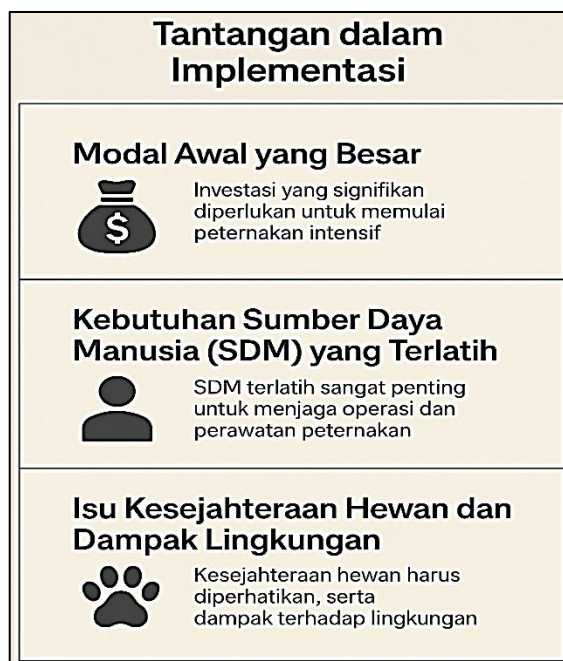 Tantangan dalam
Implementasi
Modal Awal yang Besar
$
Investasi yang signifikan
diperlukan untuk memulai
peternakan intensif
Kebutuhan Sumber Daya
Manusia (SDM) yang Terlatih
SDM terlatih sangat penting
untuk menjaga operasi dan
perawatan peternakan
Isu Kesejahteraan Hewan dan
Dampak Lingkungan
Kesejahteraan hewan harus
diperhatikan, serta
dampak terhadap lingkungan